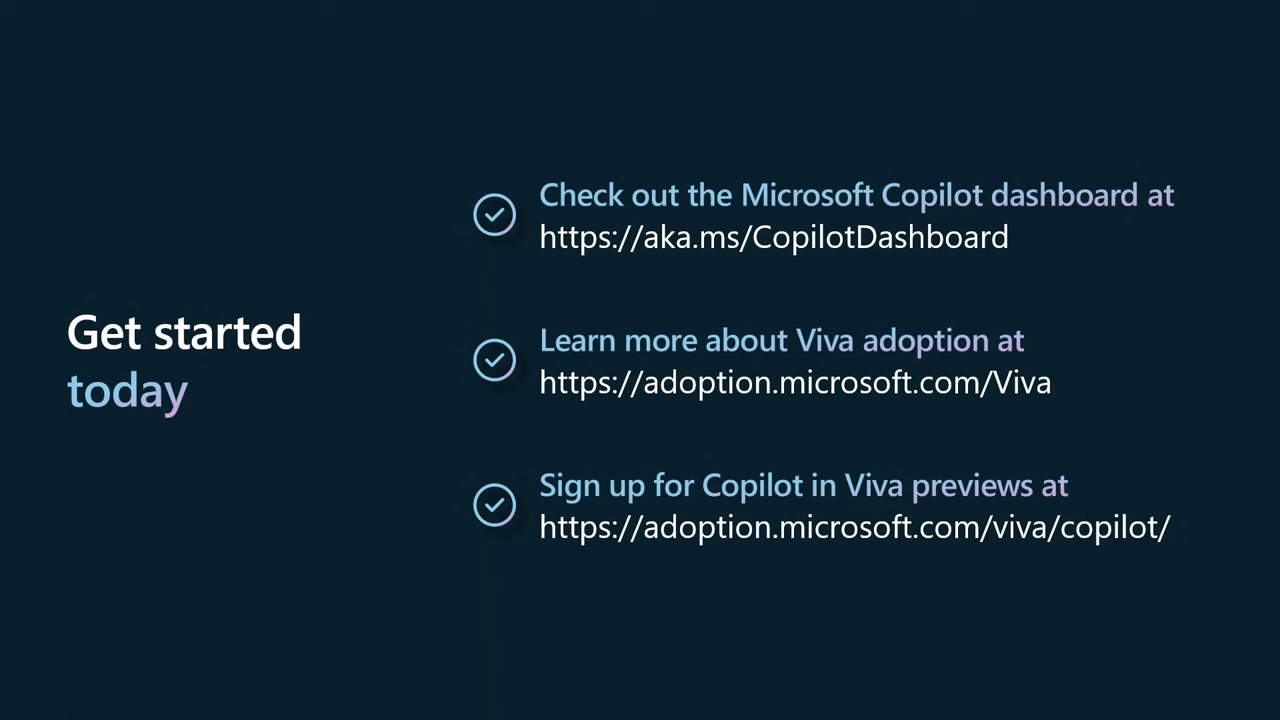 Get started
today
Check out the Microsoft Copilot dashboard at
https://aka.ms/CopilotDashboard
Learn more about Viva adoption at
https://adoption.microsoft.com/Viva
Sign up for Copilot in Viva previews at
https://adoption.microsoft.com/viva/copilot/